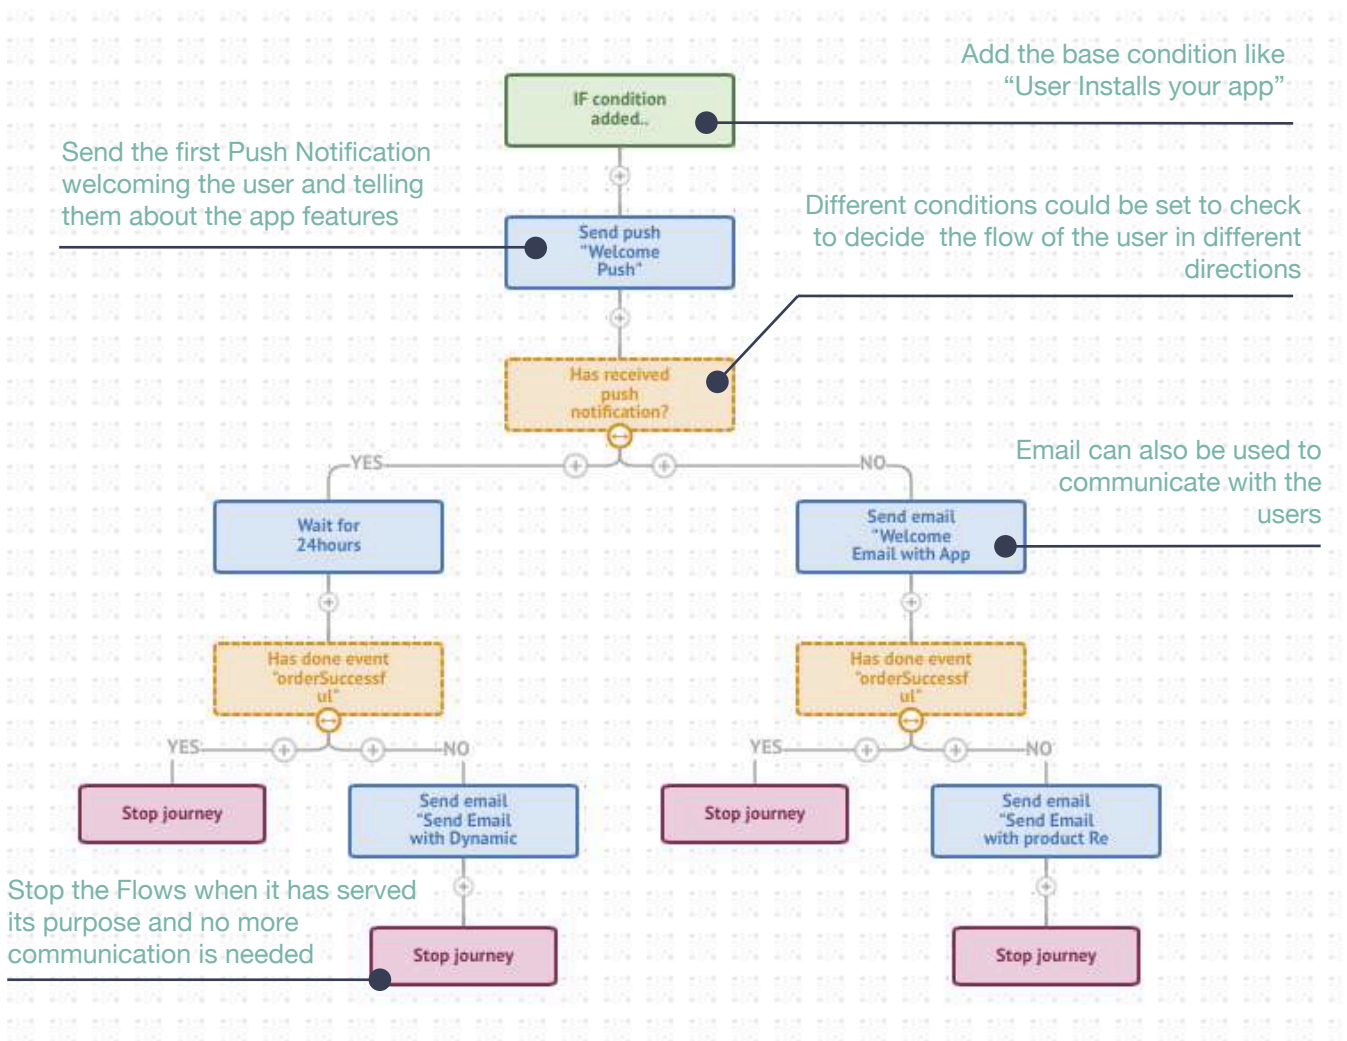 Add the base condition like
“User Installs your app”
IF condition
added..
Send the first Push Notification
welcoming the user and telling
them about the app features
Different conditions could be set to check
to decide  the flow of the user in different
directions
Send push
"Welcome
Push"
Has received
push
notification?
YES
NO
Email can also be used to
communicate with the
users
Wait for
24hours
Send email
"Welcome
Email with App
Has done event
"orderSuccessf
ul"
Has done event
"orderSuccessf
ul"
YES
NO
YES
NO
Stop journey
Send email
"Send Email
with Dynamic
Stop journey
Send email
"Send Email
with product Re
Stop the Flows when it has served
its purpose and no more
communication is needed
Stop journey
Stop journey